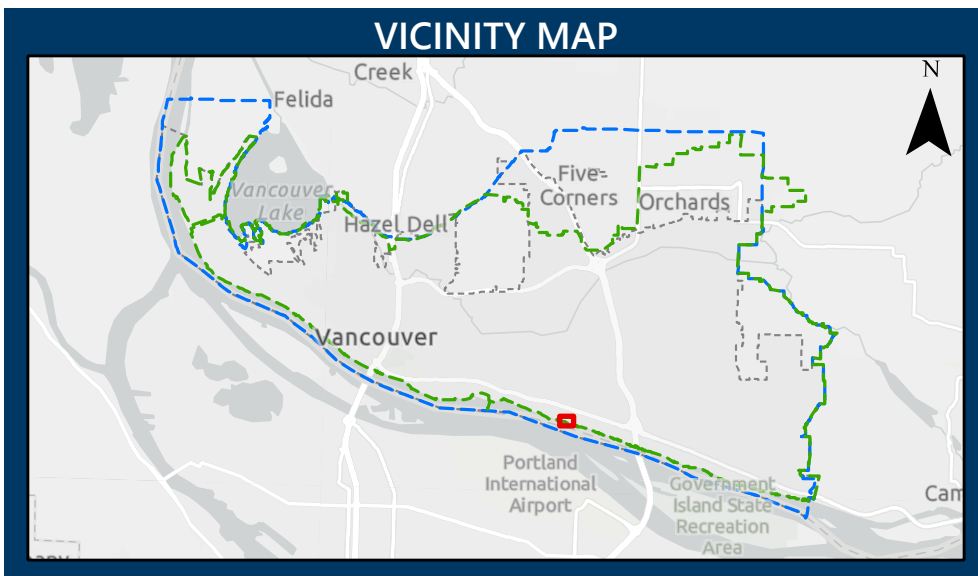 VICINITY MAP
Creek
N
Felida
Five
Corners
Vancouver
Lake
Orchards
Hazel Dell
Vancouver
Portland
International
Airport
Government
Island State
Recreation
Area
Cam